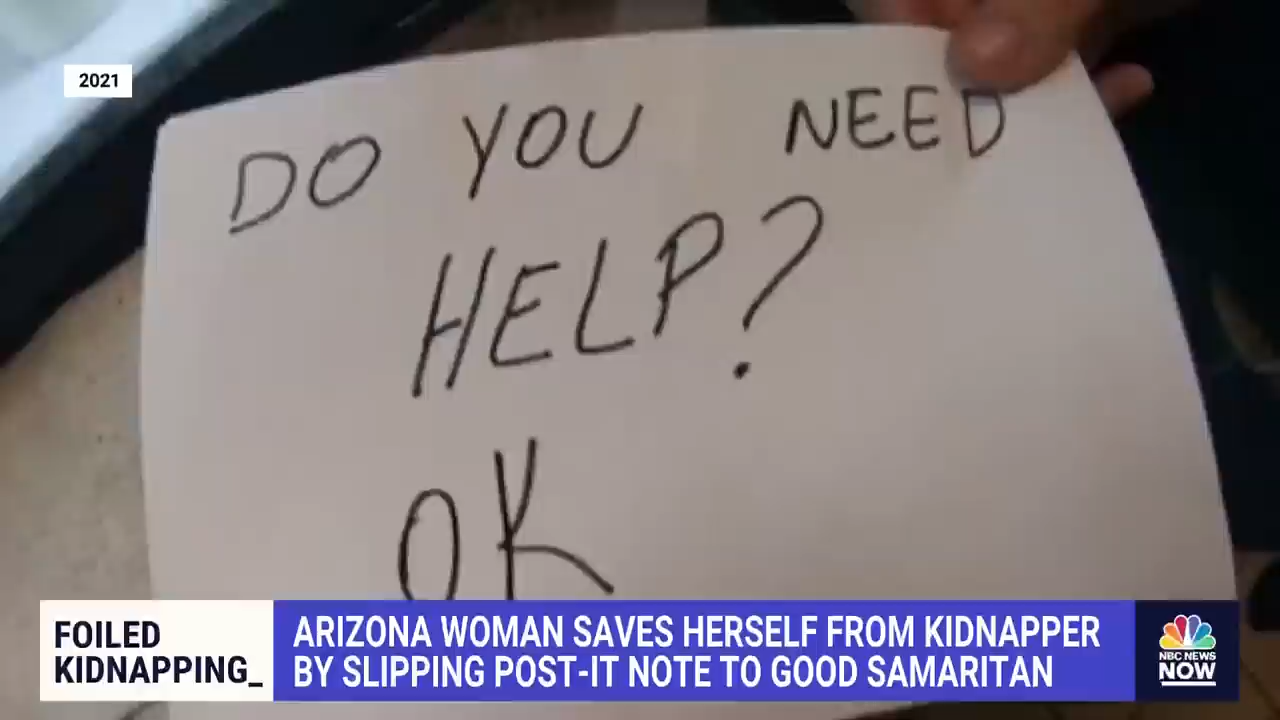 2021
DO YOU NEED
HELP?
OK
FOILED
KIDNAPPING_
ARIZONA WOMAN SAVES HERSELF FROM KIDNAPPER
BY SLIPPING POST-IT NOTE TO GOOD SAMARITAN
NBC NEWS
NOW